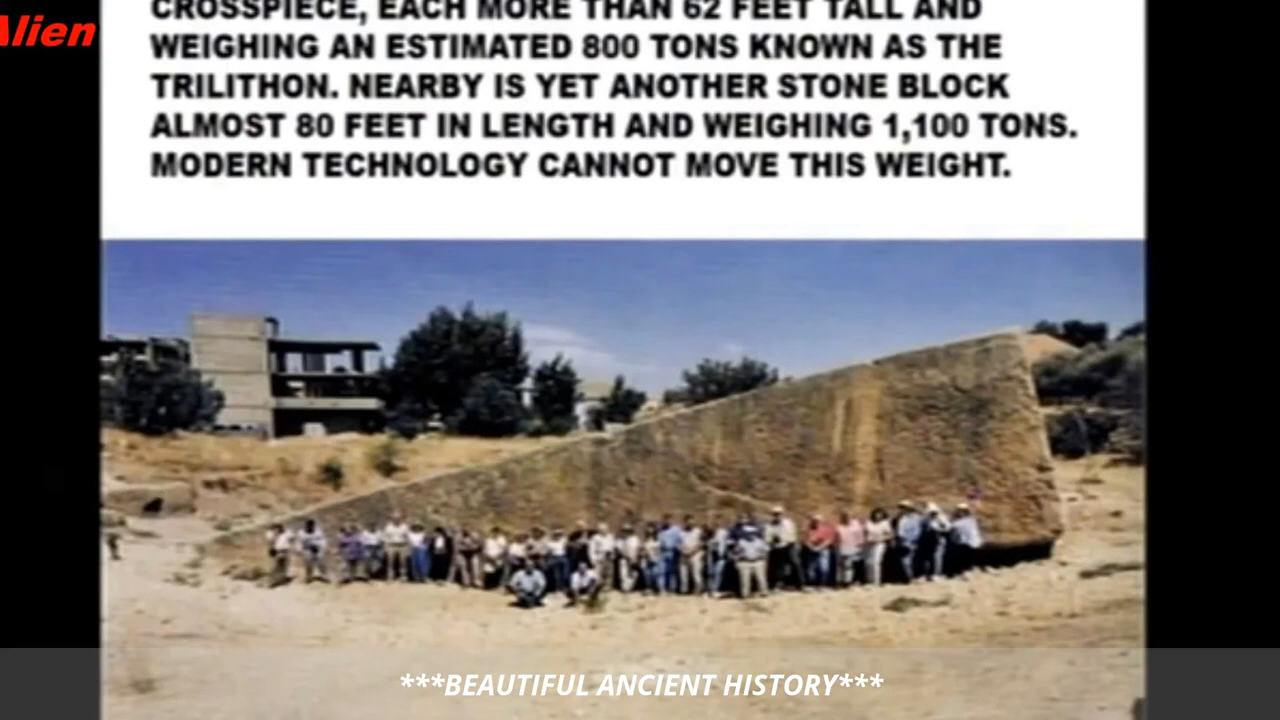 CROSSPIECE, EACH MORE THAN 62 FEET TALL AND
Alien
WEIGHING AN ESTIMATED 800 TONS KNOWN AS THE
TRILITHON. NEARBY IS YET ANOTHER STONE BLOCK
ALMOST 80 FEET IN LENGTH AND WEIGHING 1,100 TONS.
MODERN TECHNOLOGY CANNOT MOVE THIS WEIGHT.
***BEAUTIFUL ANCIENT HISTORY***